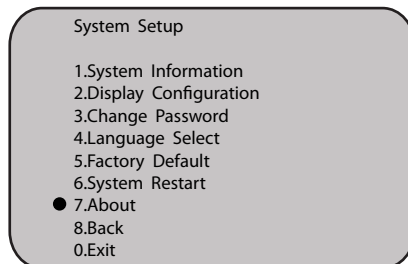 System Setup
1.System Information
2.Display Configuration
3.Change Password
4.Language Select
5.Factory Default
6.System Restart
7.About
8.Back
0.Exit